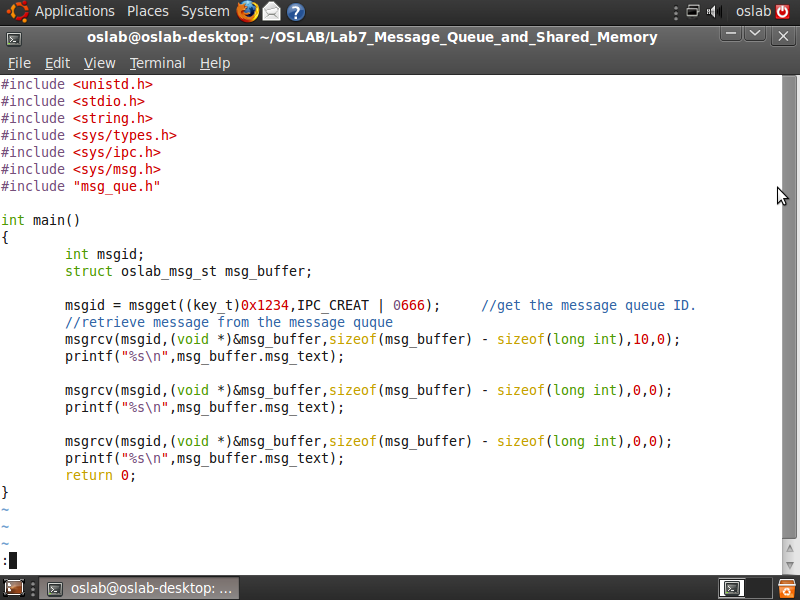 Applications Places System oslab
oslab@oslab-desktop: ~/OSLAB/Lab7_Message_Queue_and_Shared_Memory
File Edit View Terminal Help
#include <unistd.h>
#include <stdio.h>
#include <string.h>
#include <sys/types.h>
#include <sys/ipc.h>
#include <sys/msg.h>
#include "msg_que.h"
int main()
{
int msgid;
struct oslab_msg_st msg_buffer;
msgid = msgget((key_t)0x1234,IPC_CREAT | 0666); //get the message queue ID.
//retrieve message from the message ququе
msgrcv(msgid,(void *)&msg_buffer,sizeof(msg_buffer) - sizeof(long int),10,0);
printf("%s\n",msg_buffer.msg_text);
msgrcv(msgid,(void *)&msg_buffer,sizeof(msg_buffer) - sizeof(long int),0,0);
printf("%s\n",msg_buffer.msg_text);
msgrcv(msgid,(void *)&msg_buffer,sizeof(msg_buffer) - sizeof(long int),0,0);
printf("%s\n",msg_buffer.msg_text);
return 0;
}
~
~
~
:
oslab@oslab-desktop: ...